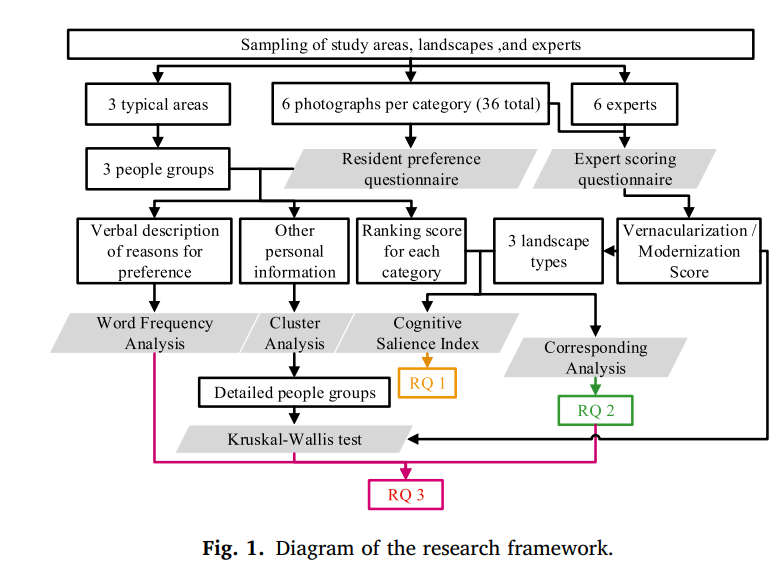 Sampling of study areas, landscapes ,and experts
3 typical areas
6 photographs per category (36 total)
6 experts
3 people groups
Resident preference
questionnaire
Expert scoring
questionnaire
Verbal description
of reasons for
preference
Other
personal
information
Ranking score
for each
category
3 landscape
types
Vernacularization /
Modernization
Score
Word Frequency
Analysis
Cluster
Analysis
Cognitive
Salience Index
Corresponding
Analysis
RQ 1
Detailed people groups
RQ 2
Kruskal-Wallis test
RQ 3
Fig. 1. Diagram of the research framework.